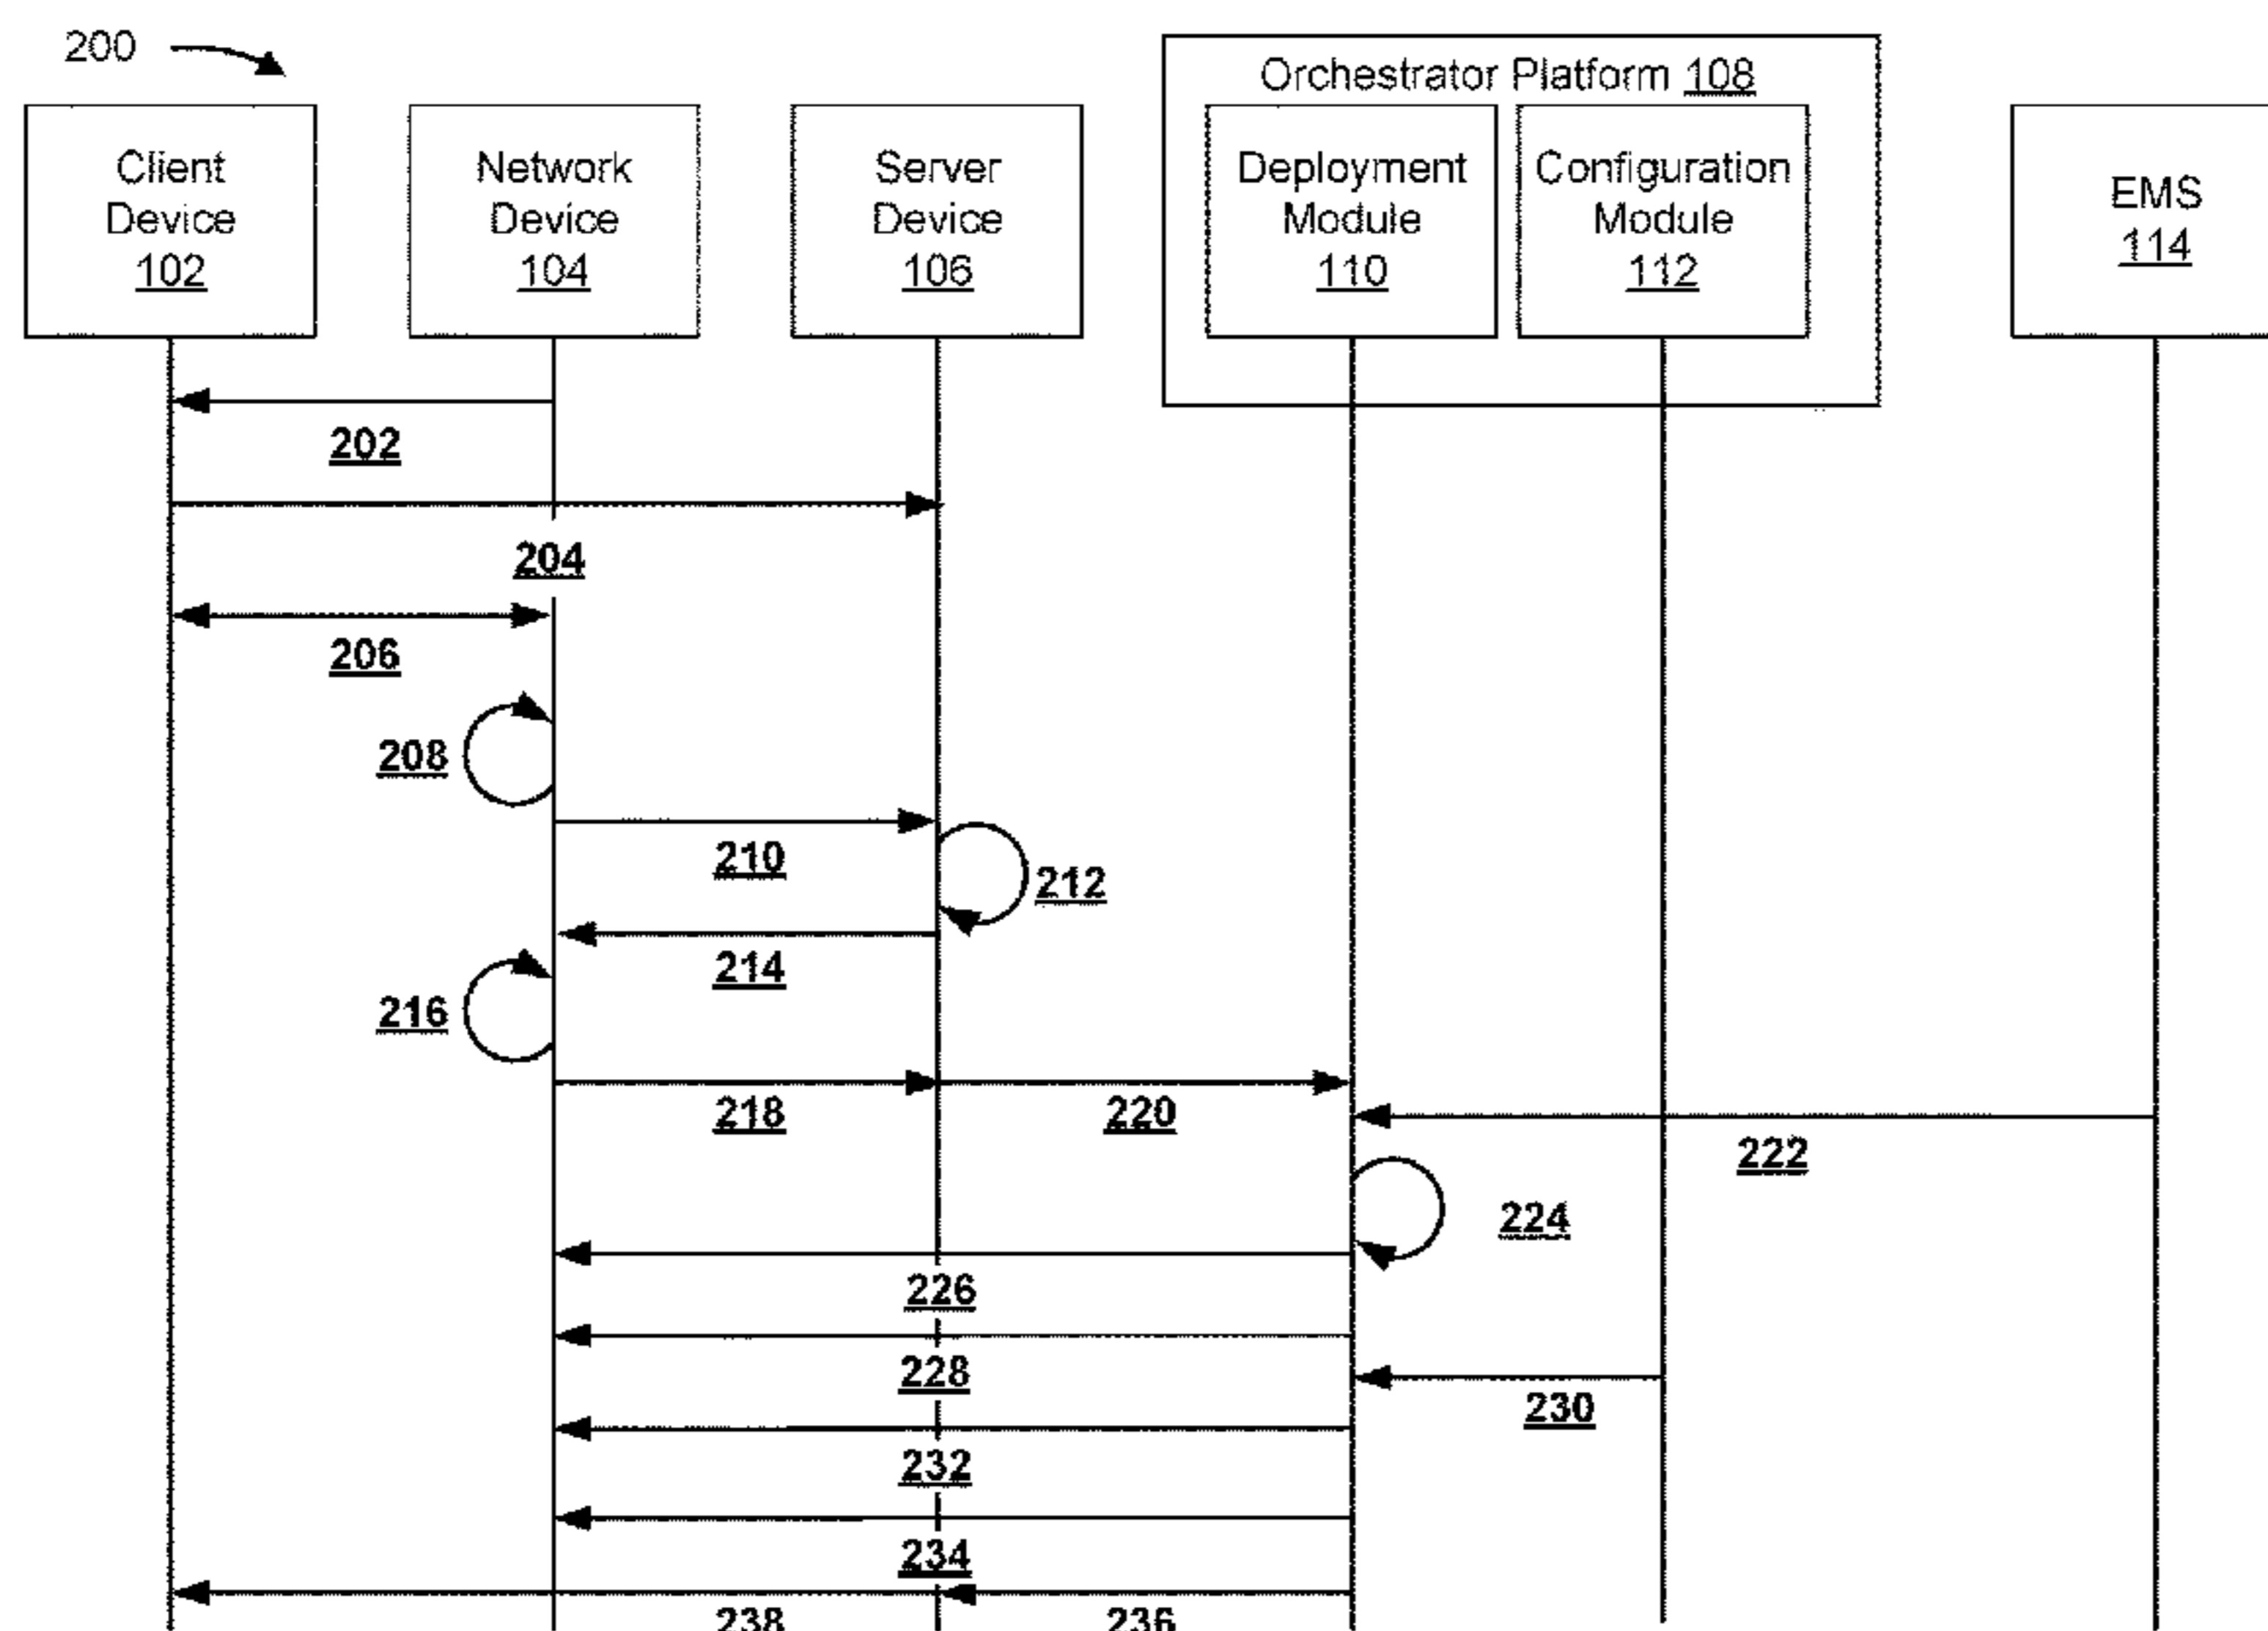 200
Orchestrator Platform 108
Client
Device
102
Network
Device
104
Server
Device
106
Deployment
Module
110
Configuration
Module
112
EMS
114
202
204
206
208
210
212
214
216
218
220
222
224
226
228
230
232
234
238
236